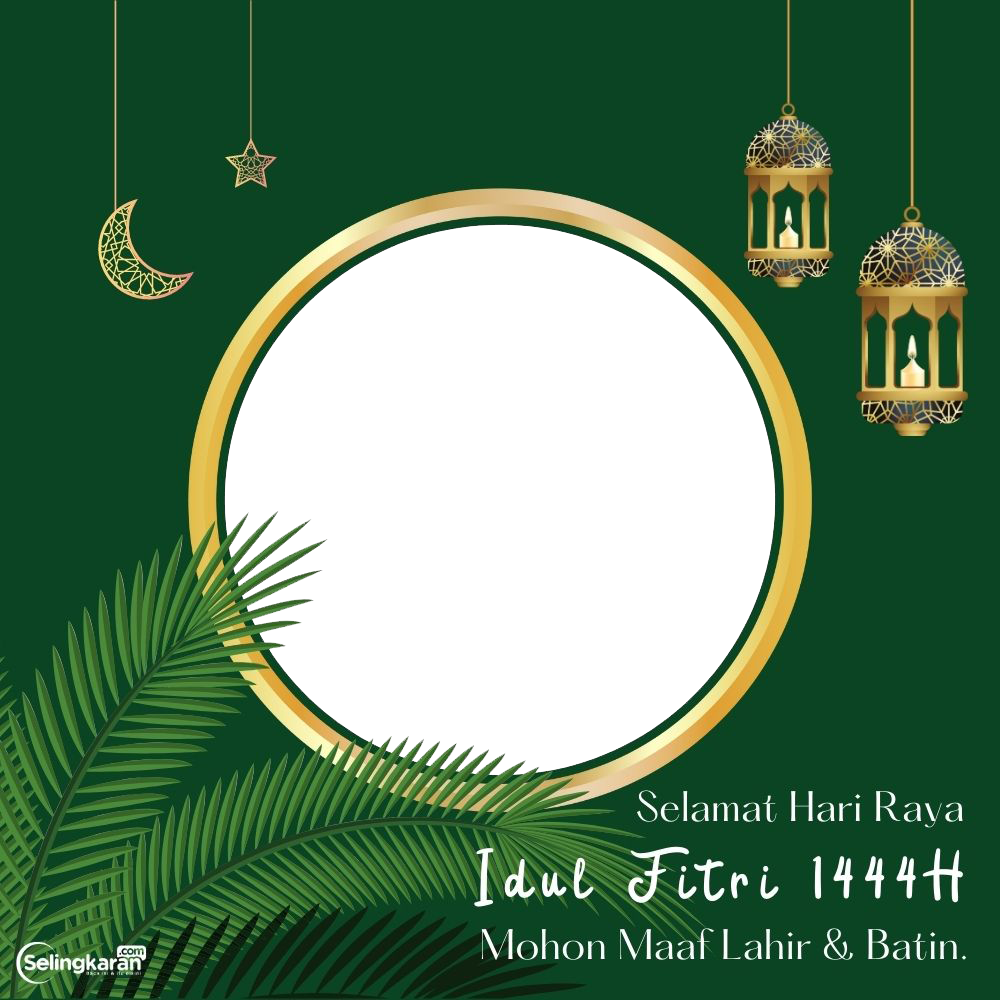 Selamat Hari Raya
Idul Fitri 1444H
Mohon Maaf Lahir & Batin.
Selingkaran.com